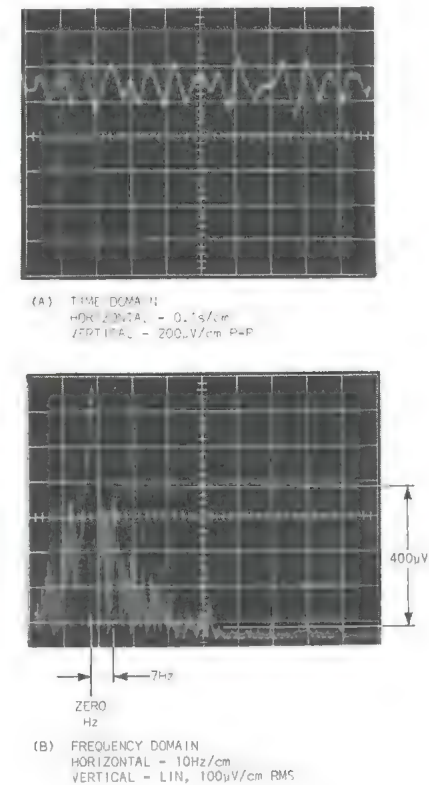 (A) TIME DOMAIN
HORIZONTAL - 0.1s/cm
VERTICAL - 200µV/cm P-P
400µV
7Hz
ZERO
Hz
(B) FREQUENCY DOMAIN
HORIZONTAL = 10Hz/cm
VERTICAL = LIN, 100µV/cm RMS